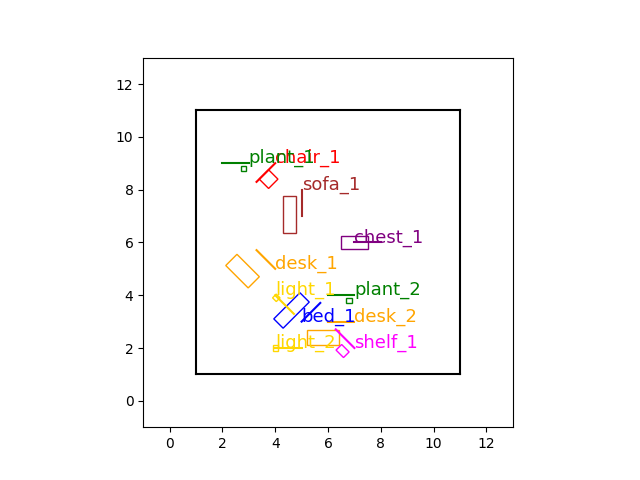 12
10
8
6
4
2
0
plant_1
chair_1
sofa_1
chest_1
desk_1
light_1
plant_2
bed_1
desk_2
light_2
shelf_1
0 2 4 6 8 10 12